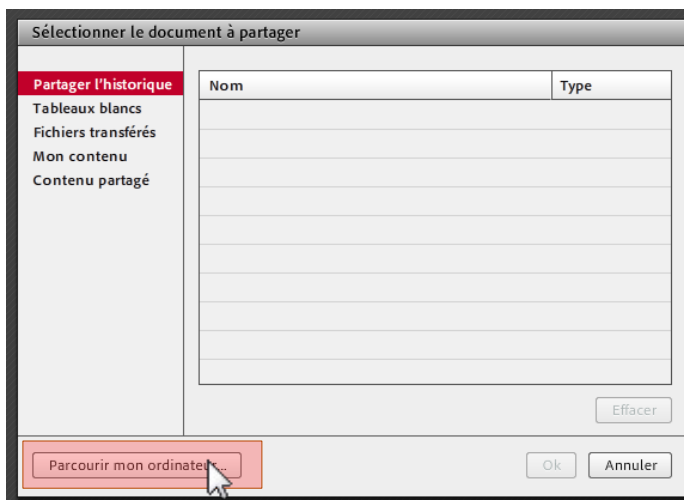 Sélectionner le document à partager
Partager l'historique
Tableaux blancs
Fichiers transférés
Mon contenu
Contenu partagé
Nom Type
Effacer
Parcourir mon ordinateur...
Ok Annuler